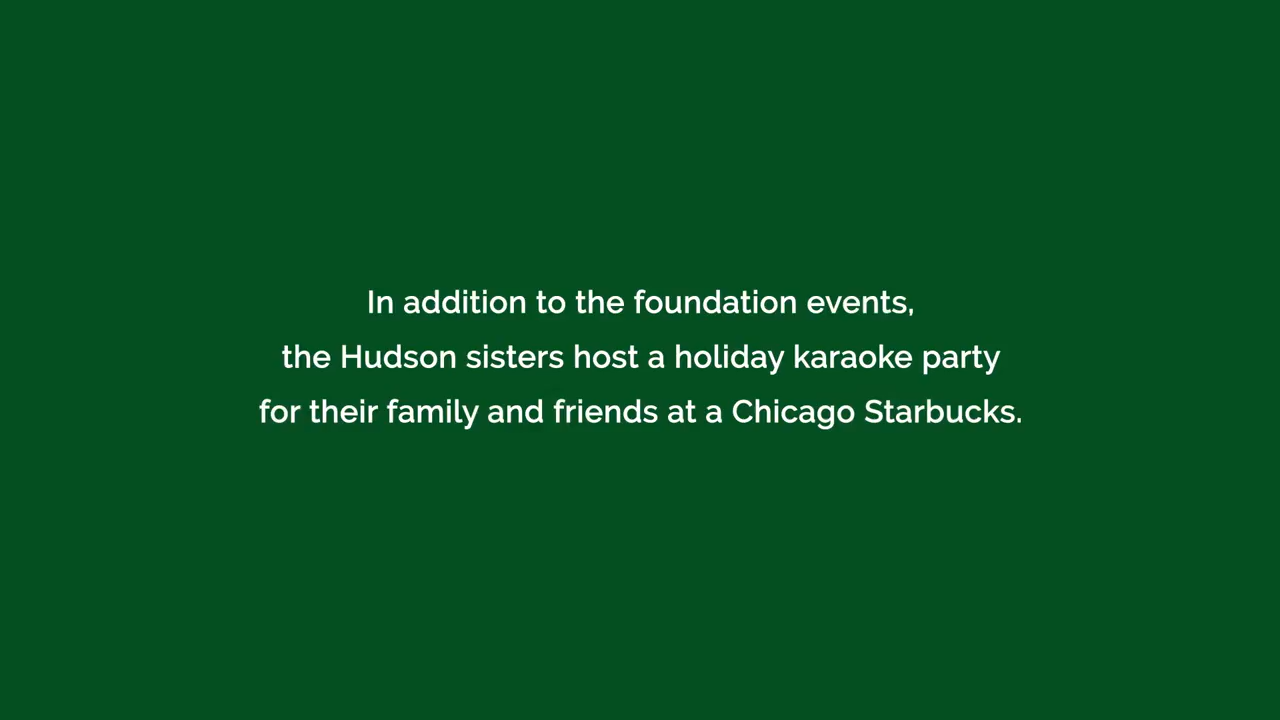 In addition to the foundation events,
the Hudson sisters host a holiday karaoke party
for their family and friends at a Chicago Starbucks.